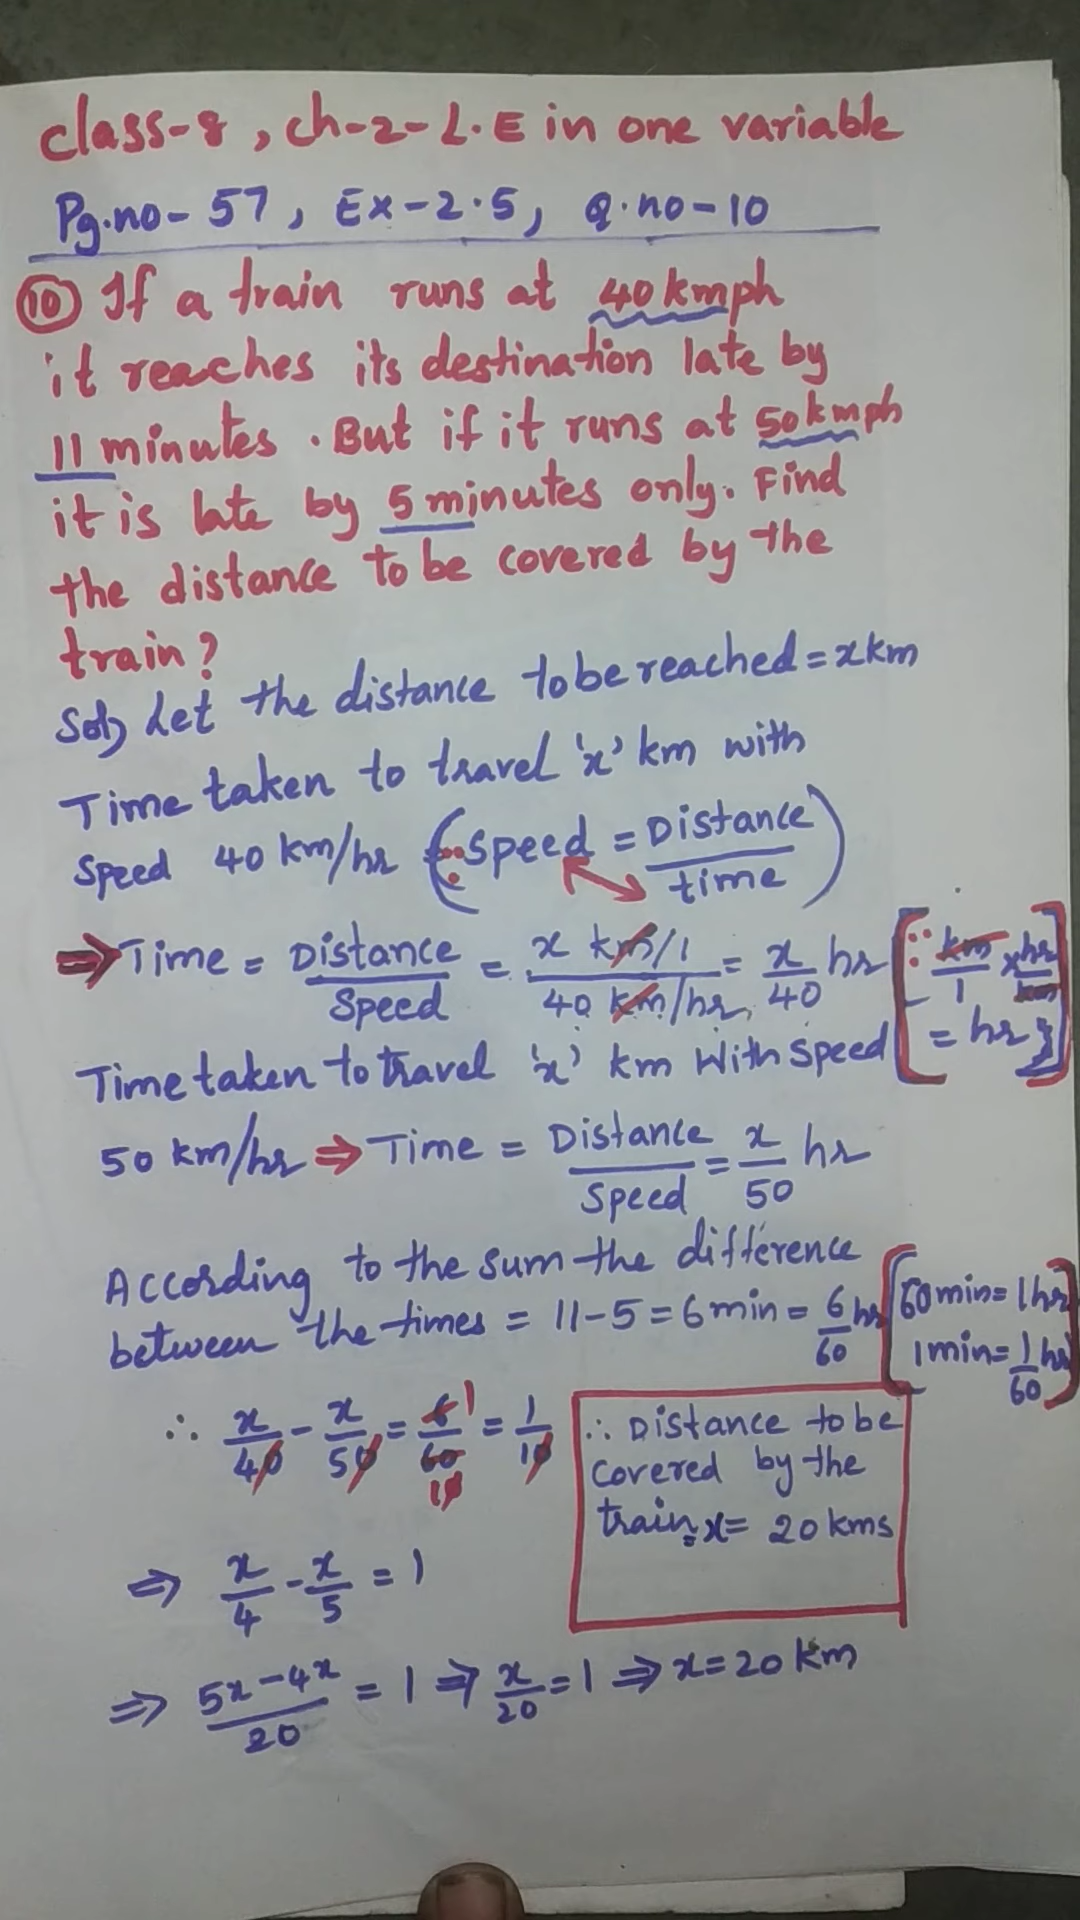 class-8, ch-2-L.E in one variable
Pg.no-57, Ex-2.5, Q.no-10
⑩ If a train runs at 40kmph
it reaches its destination late by
11 minutes. But if it runs at 50kmph
it is late by 5 minutes only. Find
the distance to be covered by the
train?
Sol) Let the distance to be reached = x km
Time taken to travel 'x' km with
Speed 40 km/hr (∵ Speed = Distance/time)
⇒ Time = Distance/Speed = x km/1 / 40 km/hr = x/40 hr [∵ km/1 × hr/km = hr]
Time taken to travel 'x' km with Speed
50 km/hr ⇒ Time = Distance/Speed = x/50 hr
According to the sum the difference
between the times = 11-5 = 6 min = 6/60 hr [60 min = 1 hr
1 min = 1/60 hr]
∴ x/40 - x/50 = 6/60 = 1/10
⇒ x/4 - x/5 = 1
⇒ 5x-4x/20 = 1 ⇒ x/20 = 1 ⇒ x = 20 km
∴ Distance to be
covered by the
train x = 20 kms